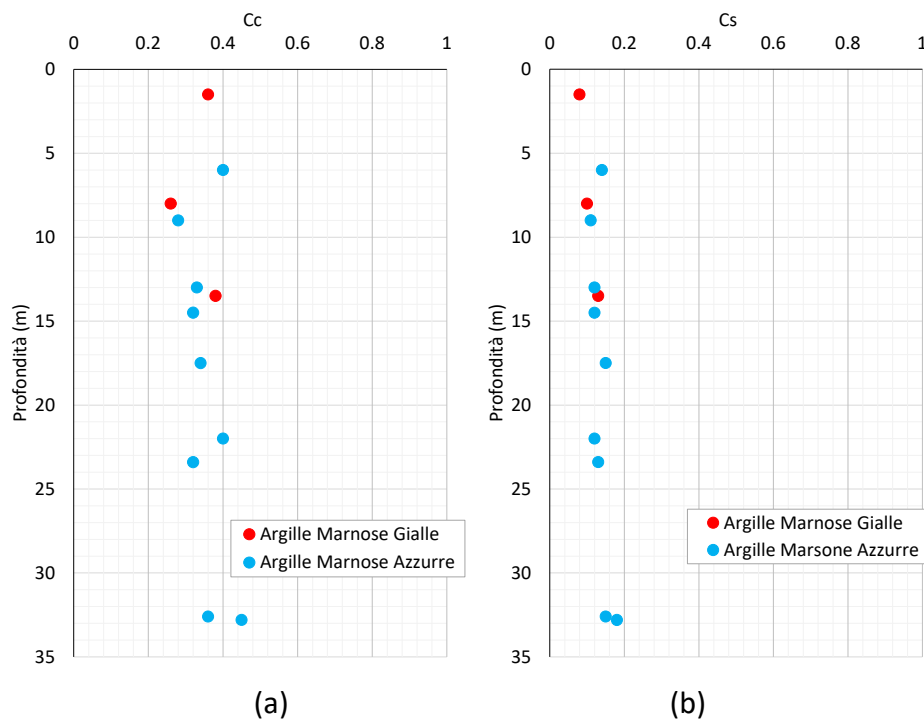 Cc
0 0.2 0.4 0.6 0.8 1
0
5
10
15
20
25
30
35
Profondità (m)
Argille Marnose Gialle
Argille Marnose Azzurre
(a)
Cs
0 0.2 0.4 0.6 0.8 1
0
5
10
15
20
25
30
35
Profondità (m)
Argille Marnose Gialle
Argille Marsone Azzurre
(b)